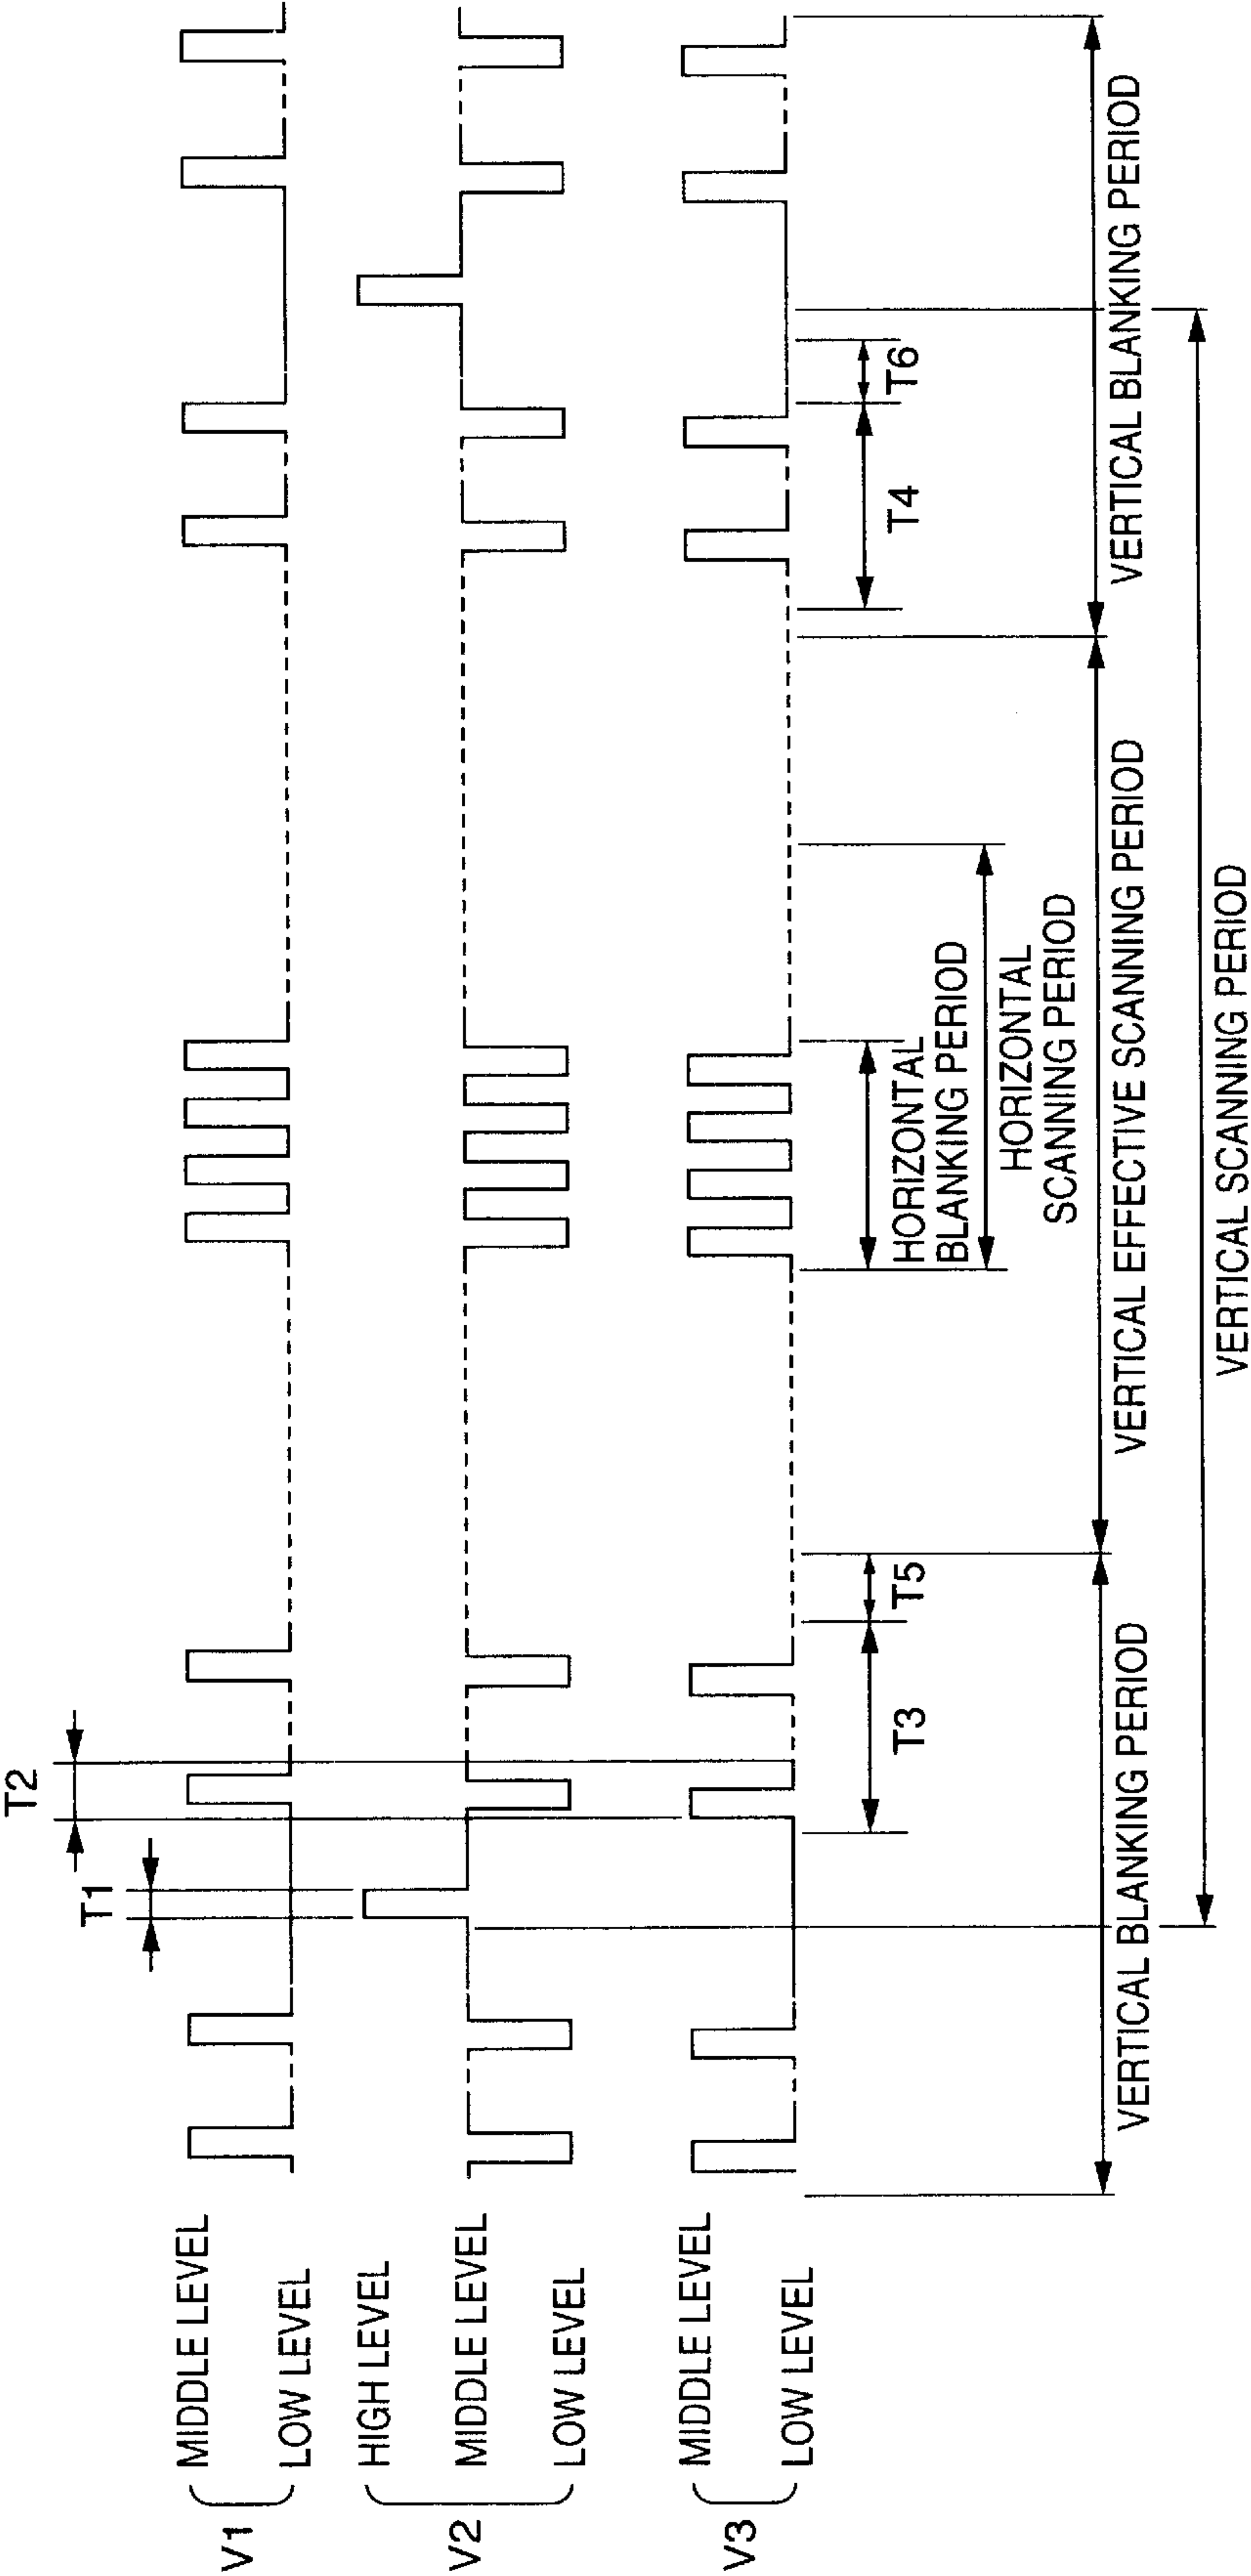 T2
T1
V1
MIDDLE LEVEL
LOW LEVEL
V2
HIGH LEVEL
MIDDLE LEVEL
LOW LEVEL
V3
MIDDLE LEVEL
LOW LEVEL
T3
T5
HORIZONTAL
BLANKING PERIOD
T4
T6
HORIZONTAL
SCANNING PERIOD
VERTICAL BLANKING PERIOD
VERTICAL EFFECTIVE SCANNING PERIOD
VERTICAL BLANKING PERIOD
VERTICAL SCANNING PERIOD